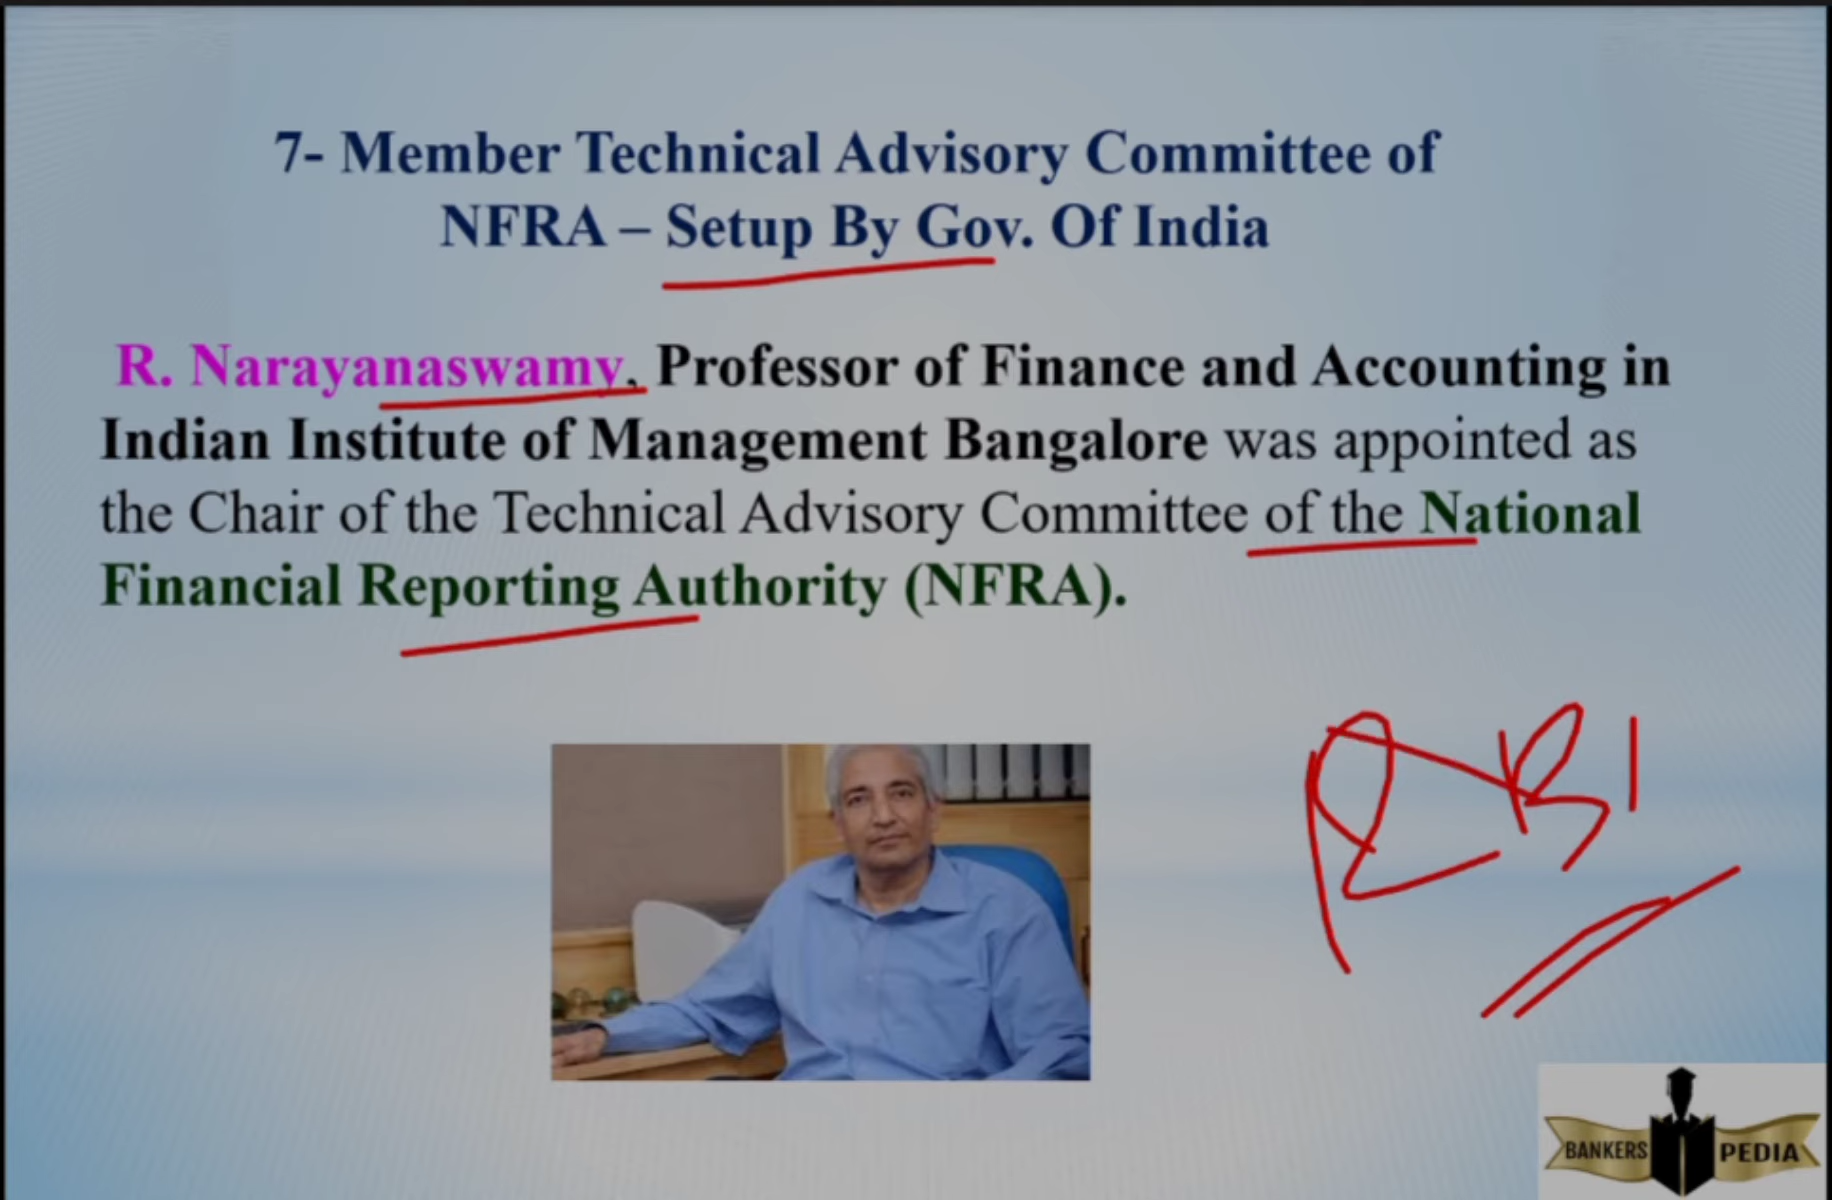 7- Member Technical Advisory Committee of
NFRA – Setup By Gov. Of India
R. Narayanaswamy, Professor of Finance and Accounting in
Indian Institute of Management Bangalore was appointed as
the Chair of the Technical Advisory Committee of the National
Financial Reporting Authority (NFRA).
RBI
BANKERS PEDIA